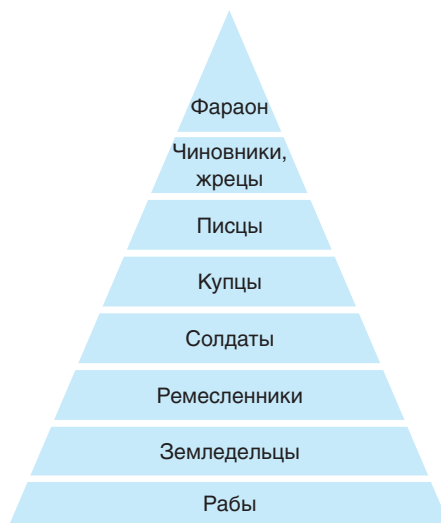 Фараон
Чиновники,
жрецы
Писцы
Купцы
Солдаты
Ремесленники
Земледельцы
Рабы